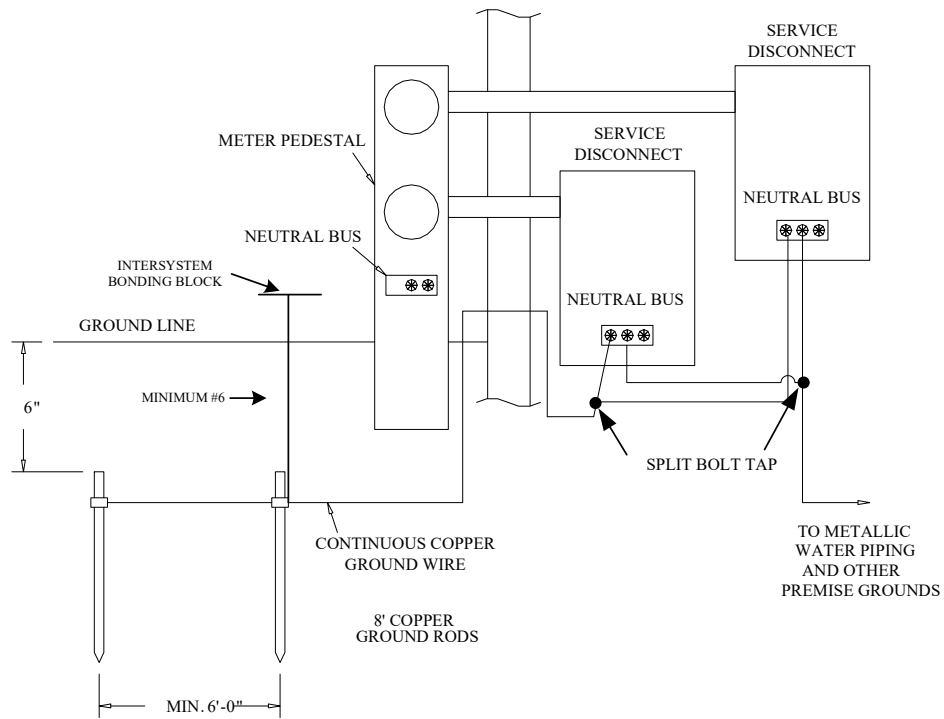 SERVICE
DISCONNECT
METER PEDESTAL
SERVICE
DISCONNECT
NEUTRAL BUS
NEUTRAL BUS
INTERSYSTEM
BONDING BLOCK
NEUTRAL BUS
GROUND LINE
MINIMUM #6
6"
SPLIT BOLT TAP
CONTINUOUS COPPER
GROUND WIRE
TO METALLIC
WATER PIPING
AND OTHER
PREMISE GROUNDS
8' COPPER
GROUND RODS
MIN. 6'-0"